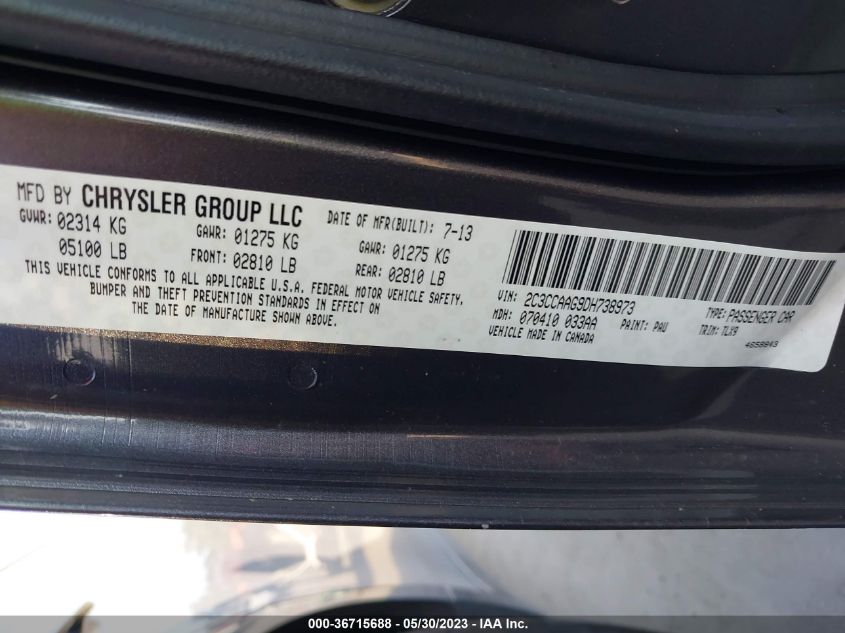 MFD BY CHRYSLER GROUP LLC
DATE OF MFR(BUILT): 7-13
GVWR: 02314 KG
GAWR: 01275 KG
GAWR: 01275 KG
05100 LB
FRONT: 02810 LB
REAR: 02810 LB
THIS VEHICLE CONFORMS TO ALL APPLICABLE U.S.A. FEDERAL MOTOR VEHICLE SAFETY,
BUMPER AND THEFT PREVENTION STANDARDS IN EFFECT ON
THE DATE OF MANUFACTURE SHOWN ABOVE.
VIN: 2C3CCAAG9DH738973
TYPE: PASSENGER CAR
MDH: 070410 033AA
PAINT: PAU
TRIM: TLX9
VEHICLE MADE IN CANADA
4658843
000-36715688 - 05/30/2023 - IAA Inc.